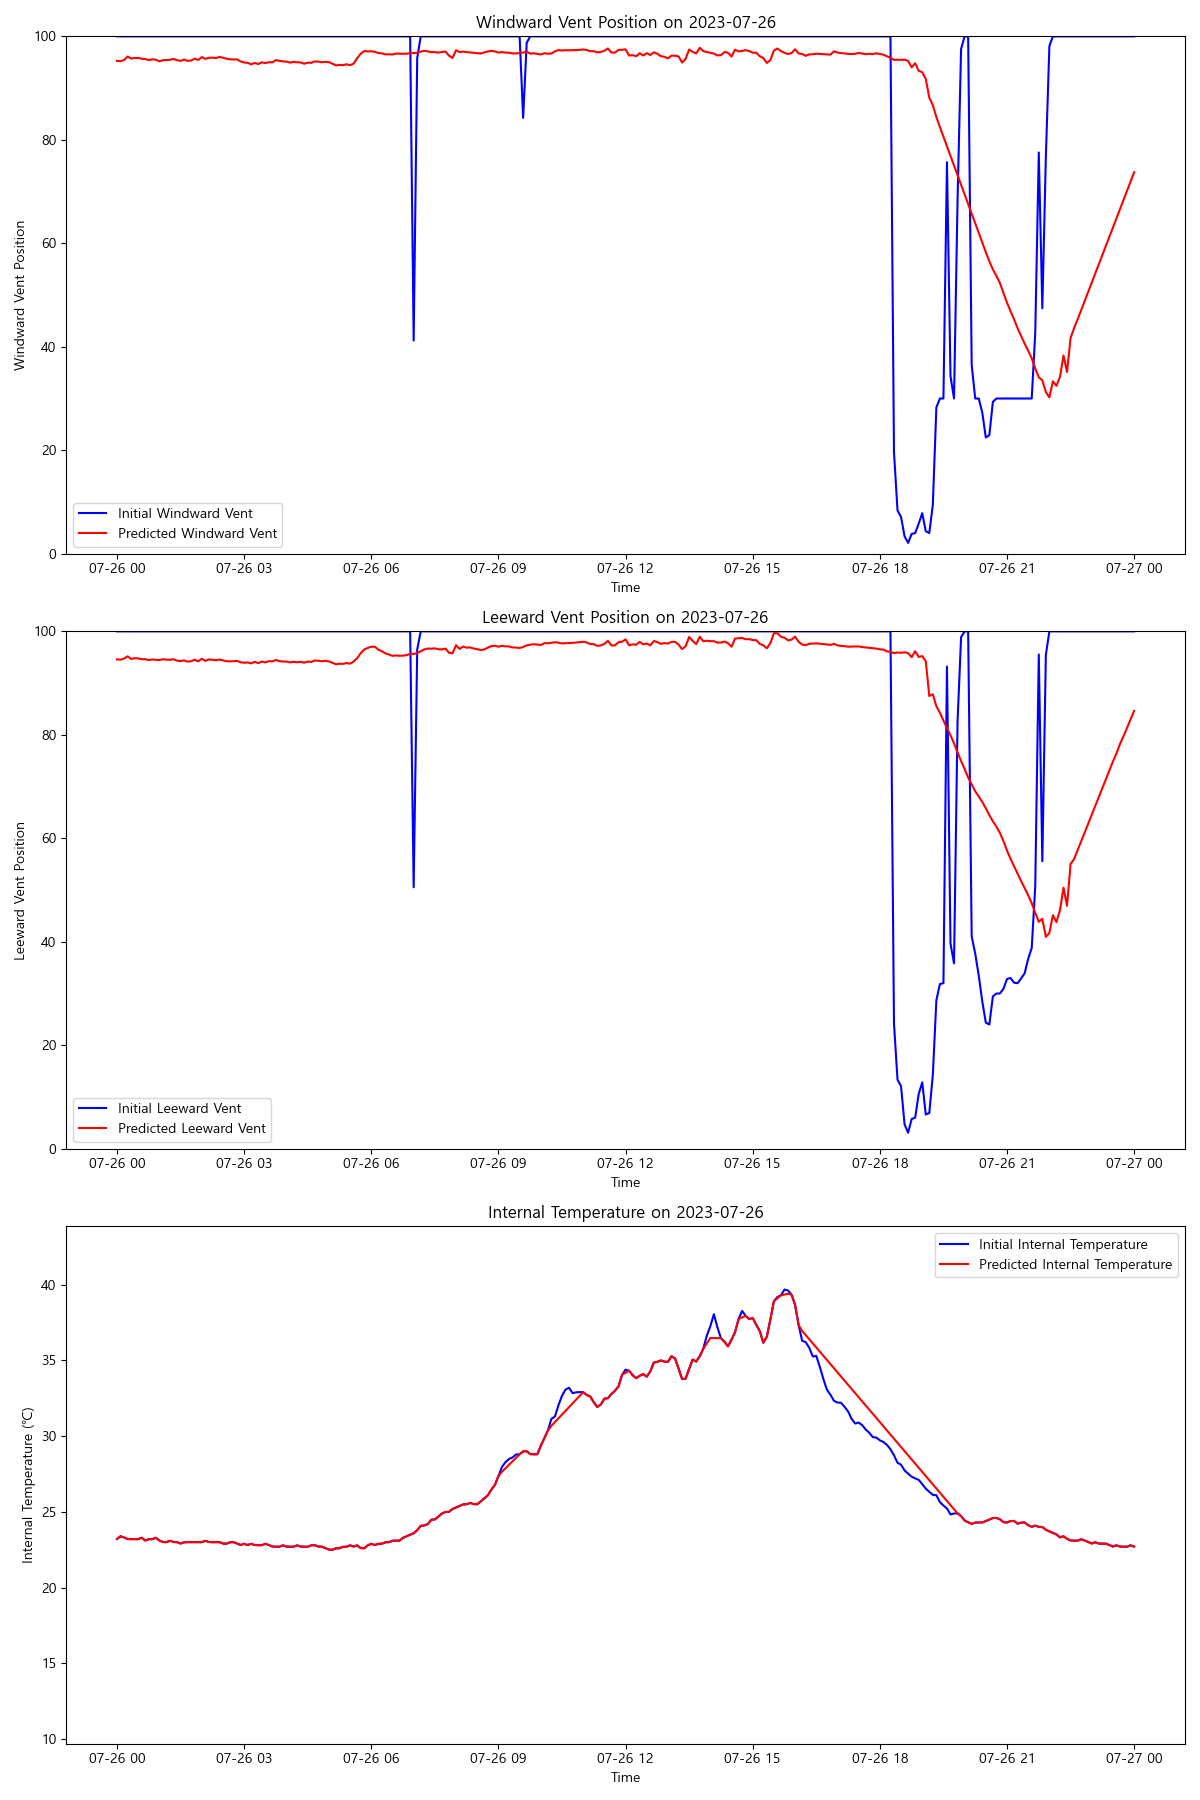 Windward Vent Position on 2023-07-26
Windward Vent Position
100
80
60
40
20
0
Initial Windward Vent
Predicted Windward Vent
07-26 00 07-26 03 07-26 06 07-26 09 07-26 12 07-26 15 07-26 18 07-26 21 07-27 00
Time
Leeward Vent Position on 2023-07-26
Leeward Vent Position
100
80
60
40
20
0
Initial Leeward Vent
Predicted Leeward Vent
07-26 00 07-26 03 07-26 06 07-26 09 07-26 12 07-26 15 07-26 18 07-26 21 07-27 00
Time
Internal Temperature on 2023-07-26
Internal Temperature (℃)
Initial Internal Temperature
Predicted Internal Temperature
40
35
30
25
20
15
10
07-26 00 07-26 03 07-26 06 07-26 09 07-26 12 07-26 15 07-26 18 07-26 21 07-27 00
Time